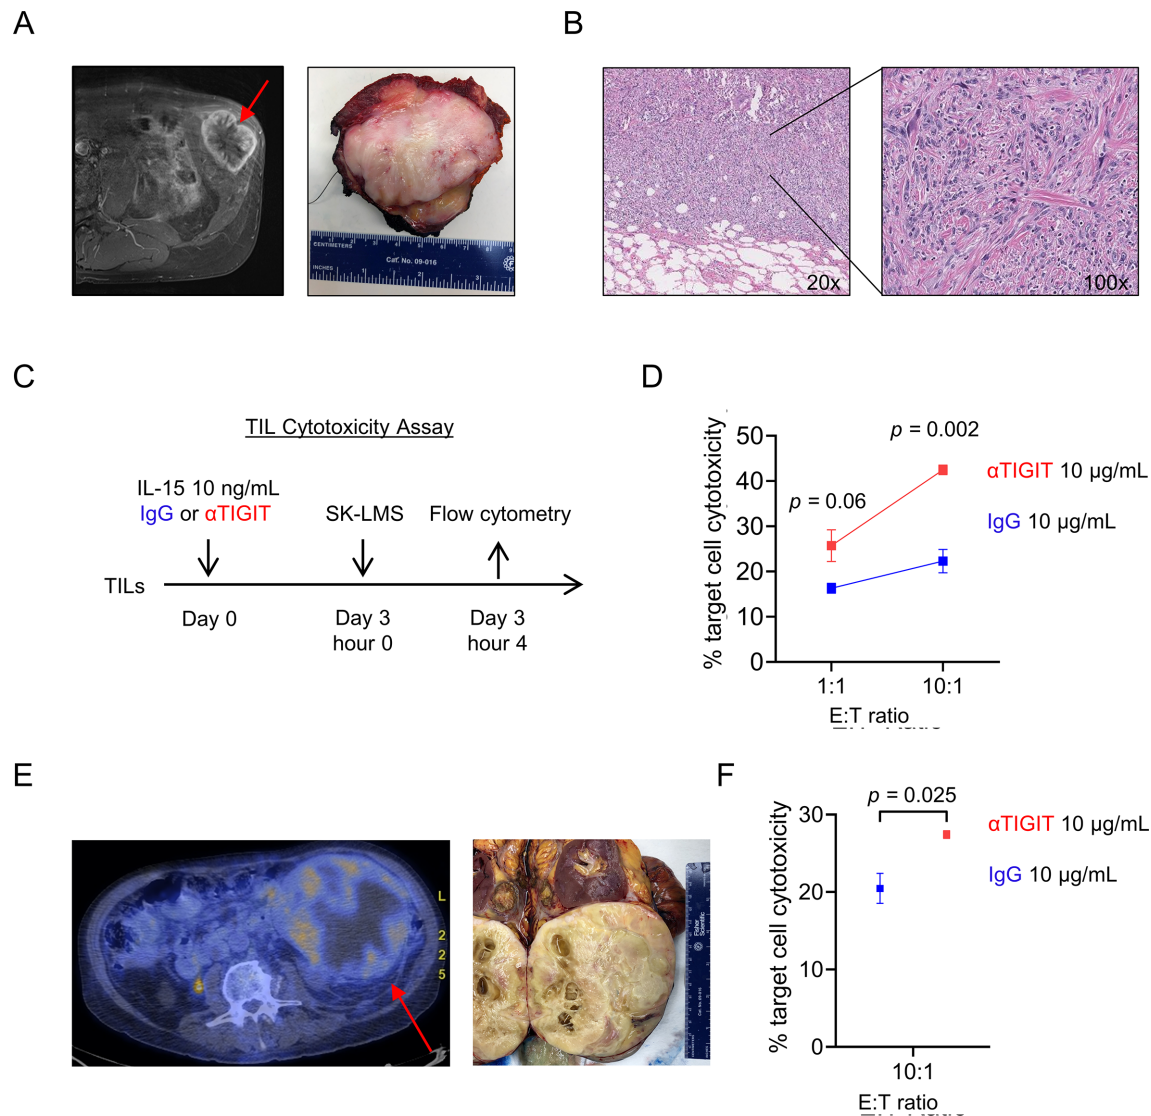 A
B
CENTIMETERS
Cat. No. 09-016
INCHES
20x
100x
C
D
TIL Cytotoxicity Assay
IL-15 10 ng/mL
IgG or αTIGIT
SK-LMS
Flow cytometry
TILs
Day 0
Day 3
hour 0
Day 3
hour 4
% target cell cytotoxicity
50
40
30
20
10
0
p = 0.06
p = 0.002
αTIGIT 10 µg/mL
IgG 10 µg/mL
1:1
10:1
E:T ratio
E
F
L
2
2
5
Fisher
Scientific
% target cell cytotoxicity
30
20
10
0
p = 0.025
αTIGIT 10 µg/mL
IgG 10 µg/mL
10:1
E:T ratio